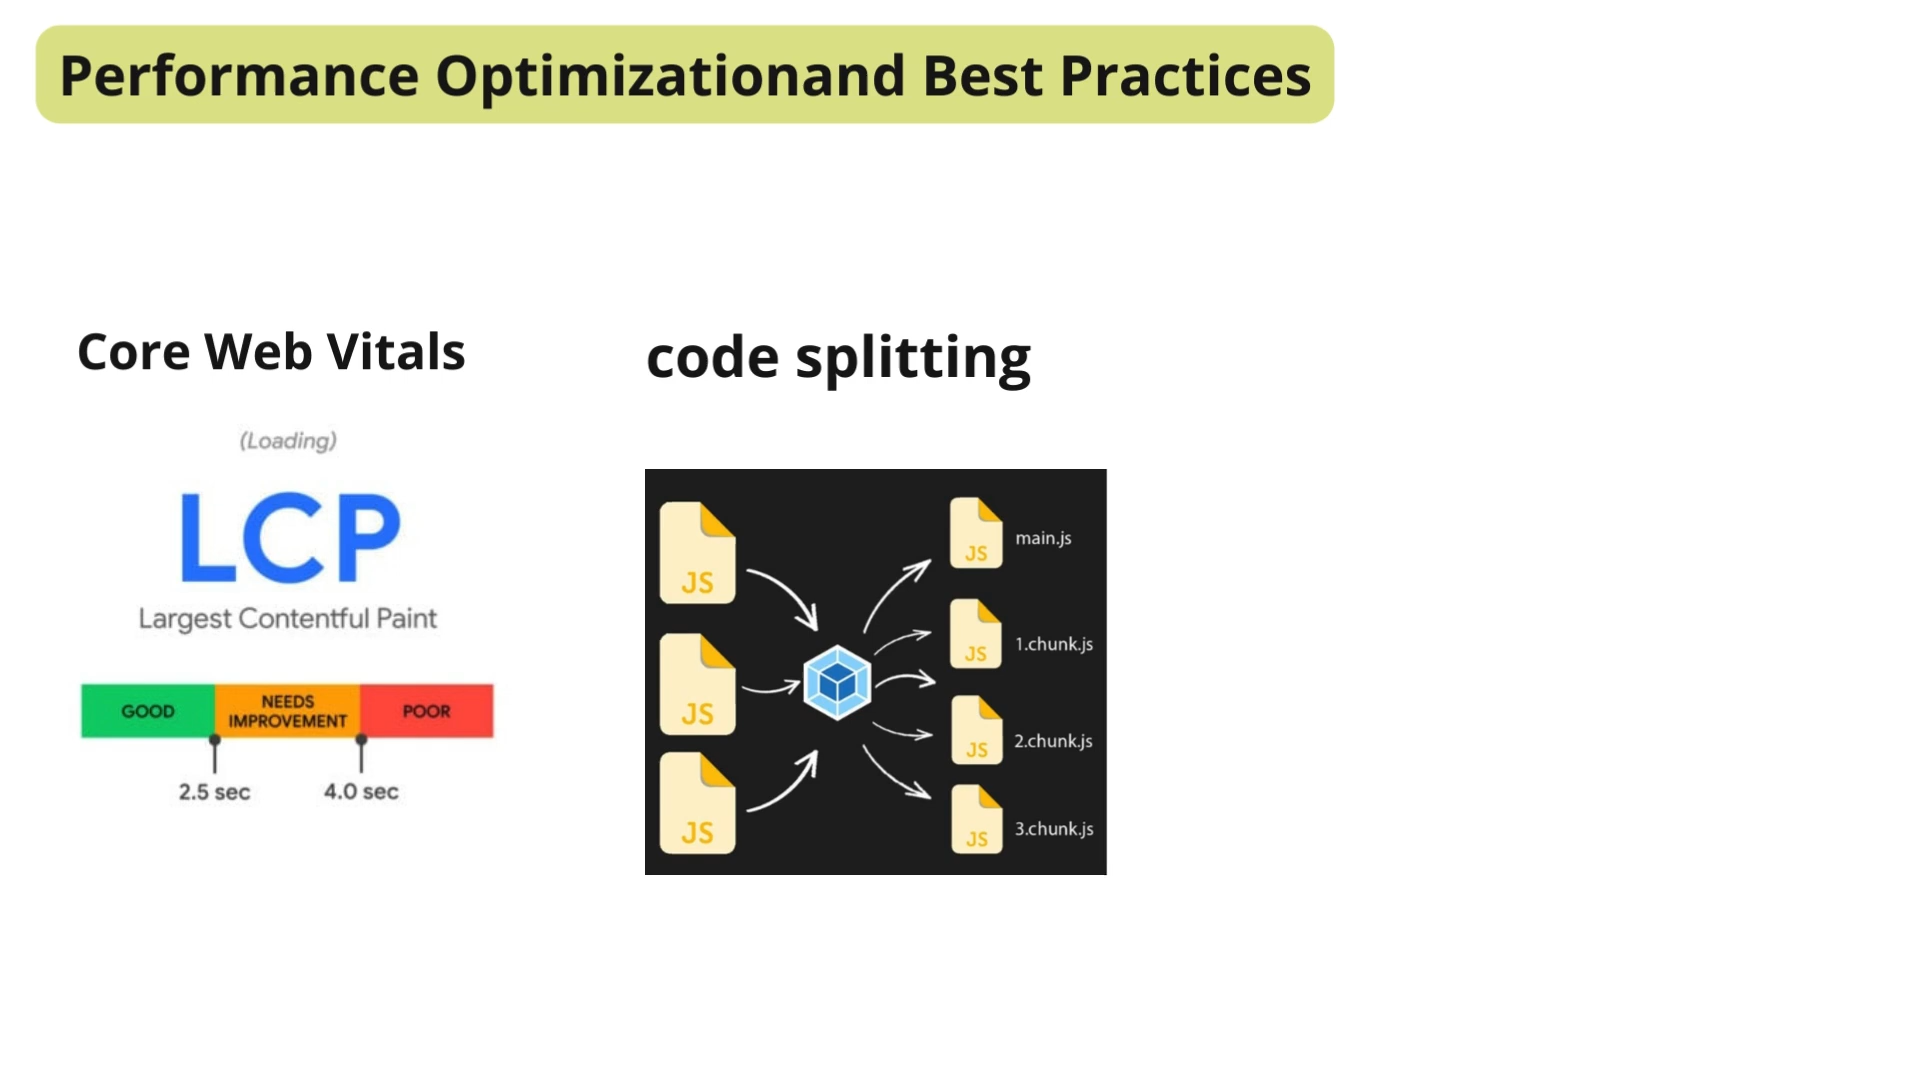 Performance Optimizationand Best Practices
Core Web Vitals
(Loading)
LCP
Largest Contentful Paint
GOOD
NEEDS
IMPROVEMENT
POOR
2.5 sec
4.0 sec
code splitting
JS
JS
JS
JS
main.js
JS
1.chunk.js
JS
2.chunk.js
JS
3.chunk.js